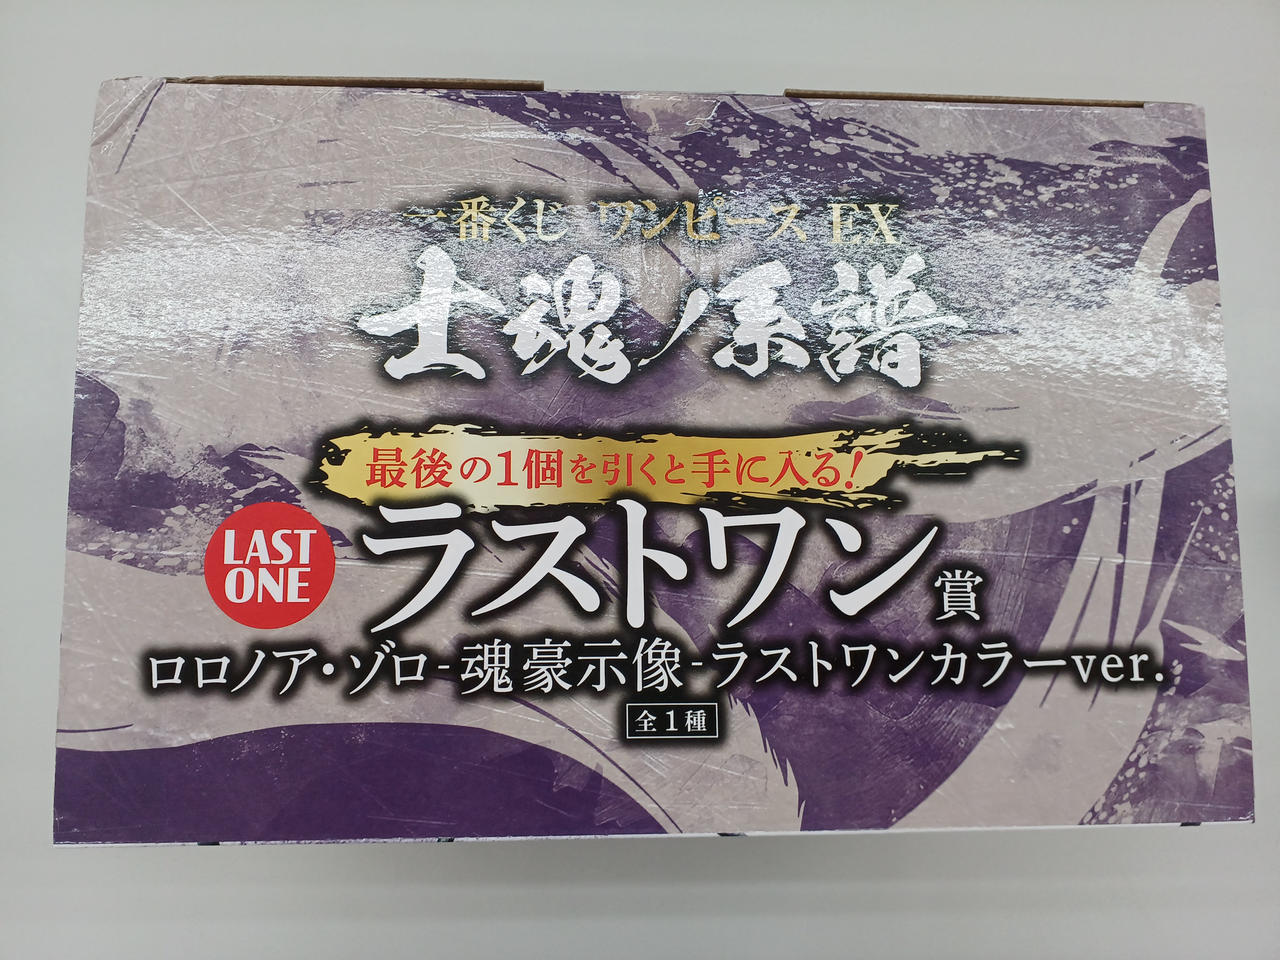 一番くじ ワンピース EX
士魂ノ系譜
最後の1個を引くと手に入る!
LAST
ONE
ラストワン賞
ロロノア・ゾロ-魂豪示像-ラストワンカラーver.
全1種